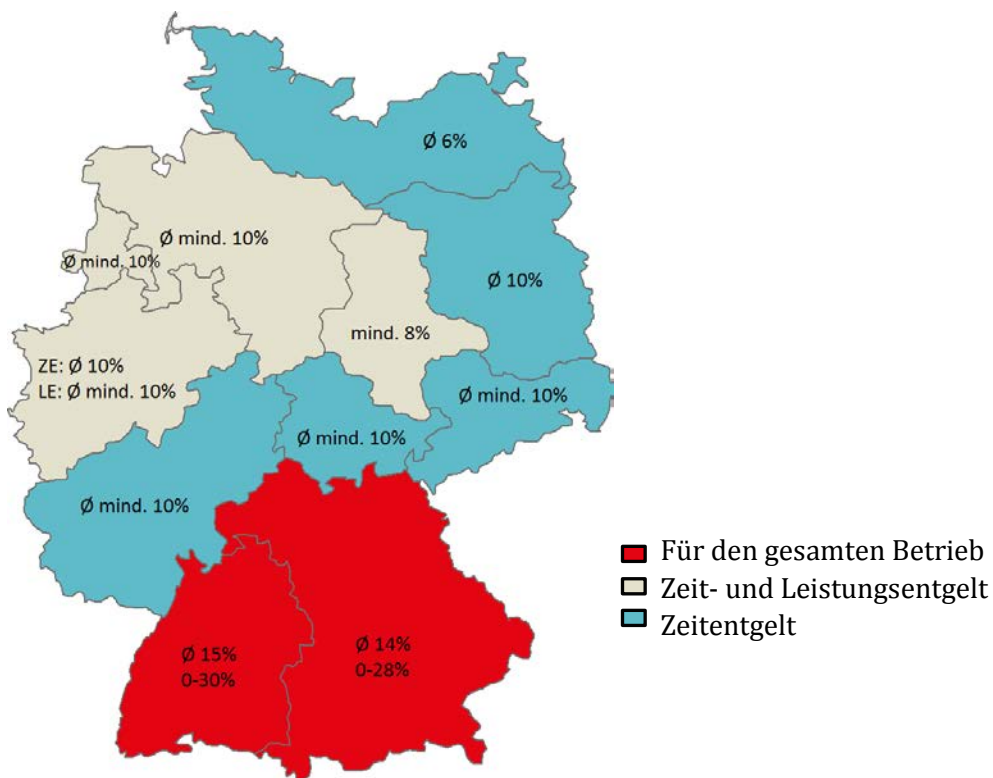 Ø 6%
Ø mind. 10%
Ø mind. 10%
Ø 10%
mind. 8%
ZE: Ø 10%
LE: Ø mind. 10%
Ø mind. 10%
Ø mind. 10%
Ø mind. 10%
Ø 15%
0-30%
Ø 14%
0-28%
Für den gesamten Betrieb
Zeit- und Leistungsentgelt
Zeitentgelt